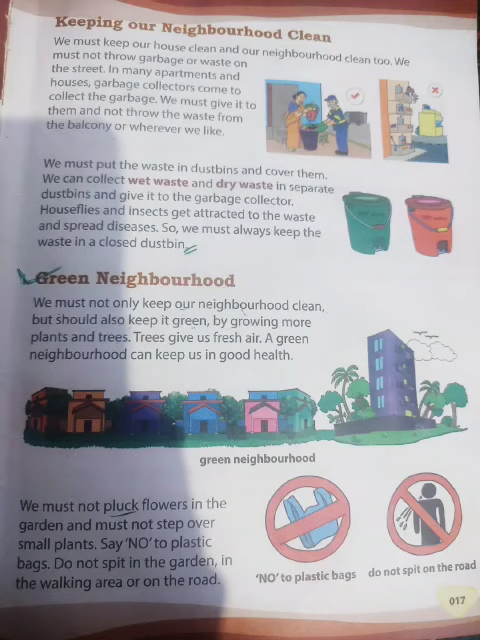 Keeping our Neighbourhood Clean
We must keep our house clean and our neighbourhood clean too. We
must not throw garbage or waste on
the street. In many apartments and
houses, garbage collectors come to
collect the garbage. We must give it to
them and not throw the waste from
the balcony or wherever we like.
We must put the waste in dustbins and cover them.
We can collect wet waste and dry waste in separate
dustbins and give it to the garbage collector.
Houseflies and insects get attracted to the waste
and spread diseases. So, we must always keep the
waste in a closed dustbin.
Green Neighbourhood
We must not only keep our neighbourhood clean,
but should also keep it green, by growing more
plants and trees. Trees give us fresh air. A green
neighbourhood can keep us in good health.
green neighbourhood
We must not pluck flowers in the
garden and must not step over
small plants. Say 'NO' to plastic
bags. Do not spit in the garden, in
the walking area or on the road.
'NO' to plastic bags
do not spit on the road
017